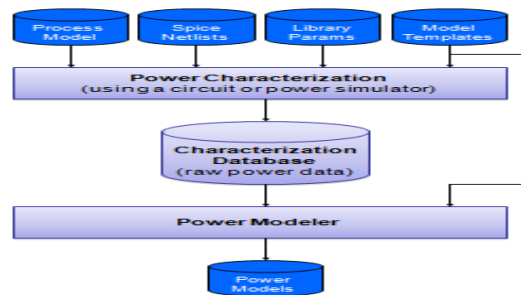 Process
Model
Spice
Netlists
Library
Params
Model
Templates
Power Characterization
(using a circuit or power simulator)
Characterization
Database
(raw power data)
Power Modeler
Power
Models